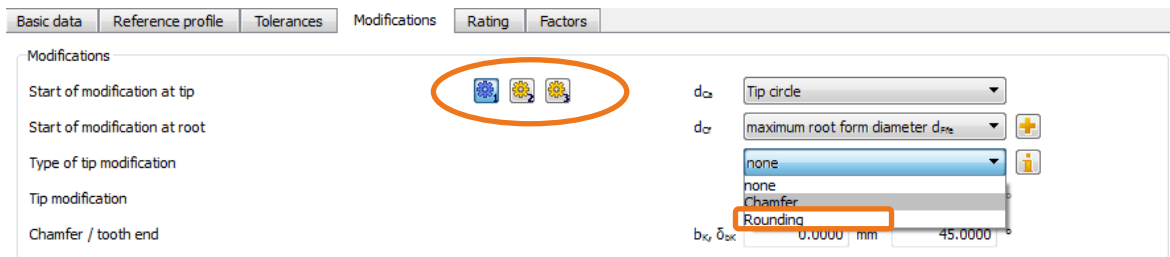 Basic data Reference profile Tolerances Modifications Rating Factors
Modifications
Start of modification at tip 1 2 3 dCa Tip circle
Start of modification at root dCf maximum root form diameter dFfe
Type of tip modification none
none
Tip modification Chamfer °
Rounding
Chamfer / tooth end bK, δbK 0.0000 mm 45.0000 °